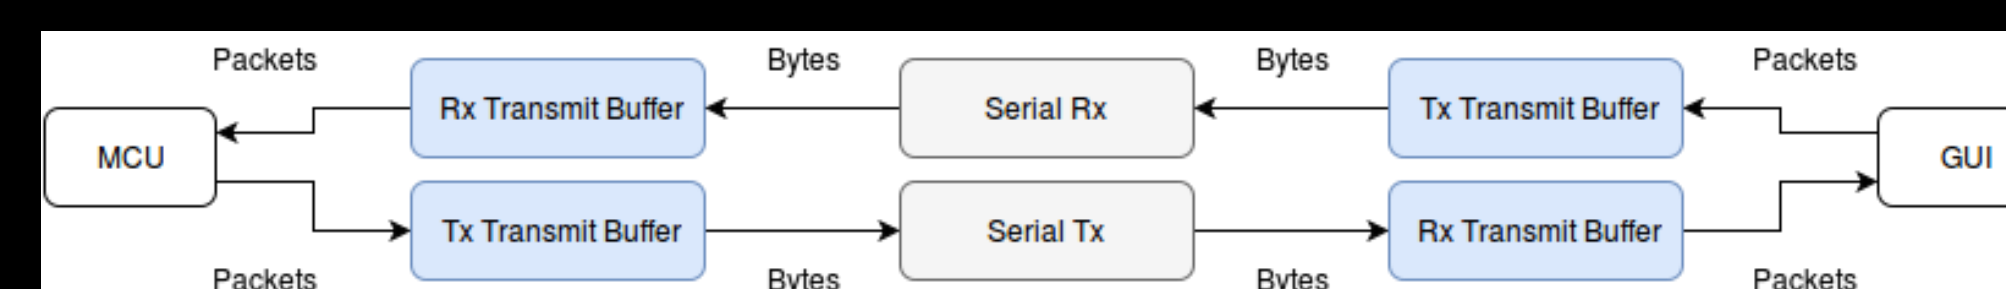 Packets Bytes Bytes Packets
Rx Transmit Buffer Serial Rx Tx Transmit Buffer
MCU GUI
Tx Transmit Buffer Serial Tx Rx Transmit Buffer
Packets Bytes Bytes Packets